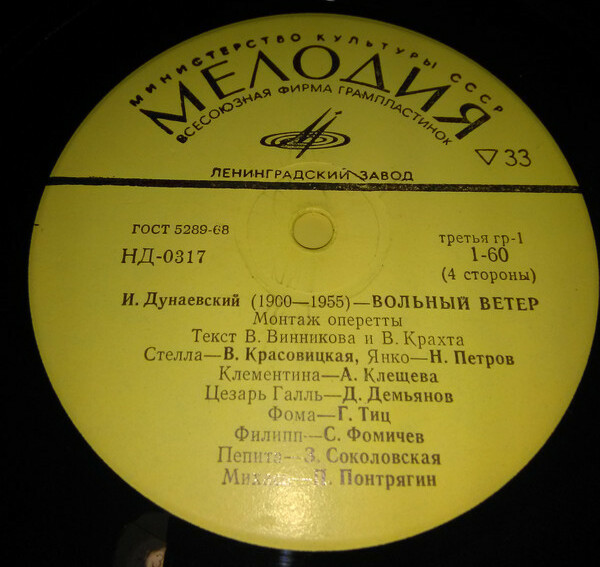 МИНИСТЕРСТВО КУЛЬТУРЫ СССР
МЕЛОДИЯ
ВСЕСОЮЗНАЯ ФИРМА ГРАМПЛАСТИНОК
▽33
ЛЕНИНГРАДСКИЙ ЗАВОД
ГОСТ 5289-68
НД-0317
третья гр-1
1-60
(4 стороны)
И. Дунаевский (1900—1955)—ВОЛЬНЫЙ ВЕТЕР
Монтаж оперетты
Текст В. Винникова и В. Крахта
Стелла—В. Красовицкая, Янко—Н. Петров
Клементина—А. Клещева
Цезарь Галль—Д. Демьянов
Фома—Г. Тиц
Филипп—С. Фомичев
Пепита—З. Соколовская
Понтрягин